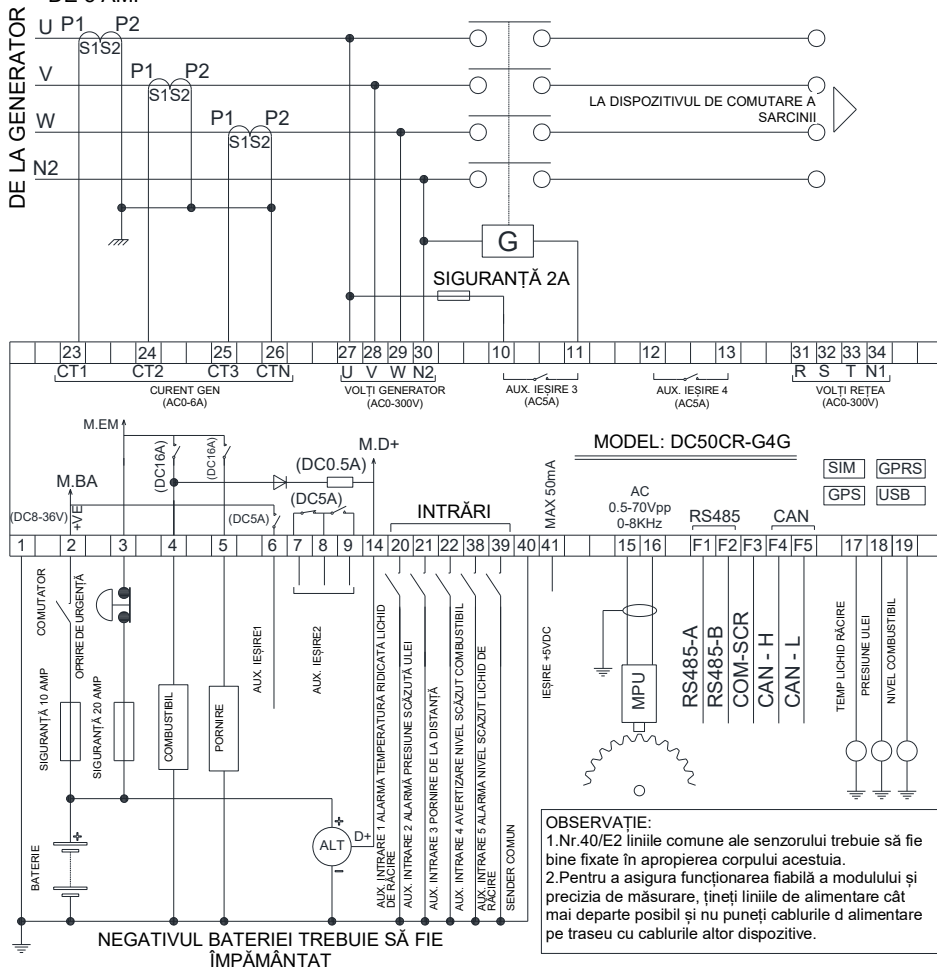 DE LA GENERATOR
U P1 P2
S1S2
V P1 P2
S1S2
W P1 P2
S1S2
N2
LA DISPOZITIVUL DE COMUTARE A
SARCINII
G
SIGURANȚĂ 2A
23 24 25 26 27 28 29 30 10 11 12 13 31 32 33 34
CT1 CT2 CT3 CTN U V W N2 R S T N1
CURENT GEN
(AC0-6A)
VOLȚI GENERATOR
(AC0-300V)
AUX. IEȘIRE 3
(AC5A)
AUX. IEȘIRE 4
(AC5A)
VOLȚI REȚEA
(AC0-300V)
M.EM
M.BA
(DC8-36V)
+VE
(DC16A)
(DC16A)
(DC0.5A)
(DC5A)
(DC5A)
M.D+
INTRĂRI
MODEL: DC50CR-G4G
MAX 50mA
AC
0.5-70Vpp
0-8KHz
RS485
CAN
SIM GPRS
GPS USB
1 2 3 4 5 6 7 8 9 14 20 21 22 38 39 40 41 15 16 F1 F2 F3 F4 F5 17 18 19
COMUTATOR
OPRIRE DE URGENȚĂ
SIGURANȚĂ 10 AMP
SIGURANȚĂ 20 AMP
COMBUSTIBIL
PORNIRE
AUX. IEȘIRE1
AUX. IEȘIRE2
BATERIE
ALT
D+
AUX. INTRARE 1 ALARMĂ TEMPERATURĂ RIDICATĂ LICHID
DE RĂCIRE
AUX. INTRARE 2 ALARMĂ PRESIUNE SCĂZUTĂ ULEI
AUX. INTRARE 3 PORNIRE DE LA DISTANȚĂ
AUX. INTRARE 4 AVERTIZARE NIVEL SCĂZUT COMBUSTIBIL
AUX. INTRARE 5 ALARMA NIVEL SCAZUT LICHID DE
RĂCIRE
SENDER COMUN
IEȘIRE +5VDC
MPU
RS485-A
RS485-B
COM-SCR
CAN - H
CAN - L
TEMP LICHID RĂCIRE
PRESIUNE ULEI
NIVEL COMBUSTIBIL
NEGATIVUL BATERIEI TREBUIE SĂ FIE
ÎMPĂMÂNTAT
OBSERVAȚIE:
1.Nr.40/E2 liniile comune ale senzorului trebuie să fie
bine fixate în apropierea corpului acestuia.
2.Pentru a asigura funcționarea fiabilă a modulului și
precizia de măsurare, țineți liniile de alimentare cât
mai departe posibil și nu puneți cablurile d alimentare
pe traseu cu cablurile altor dispozitive.